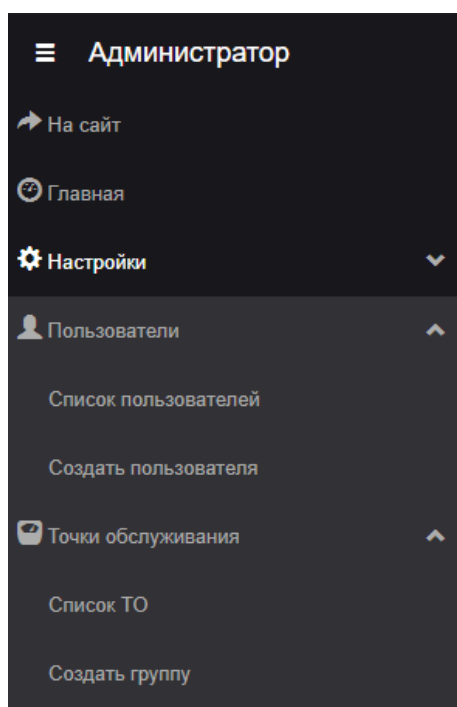 Администратор
На сайт
Главная
Настройки
Пользователи
Список пользователей
Создать пользователя
Точки обслуживания
Список ТО
Создать группу